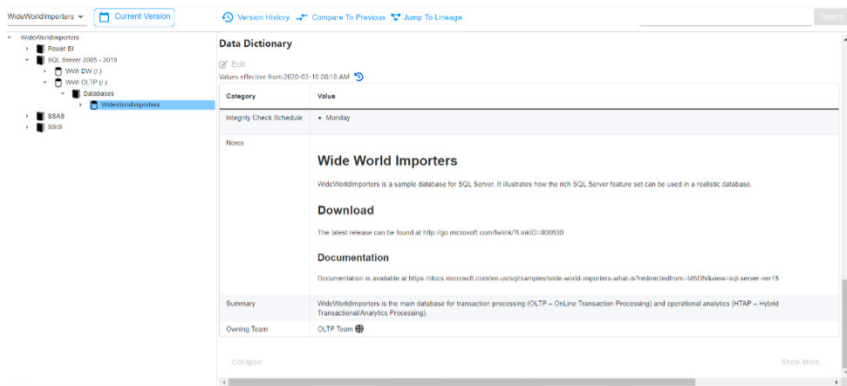 WideWorldImporters
Current Version
Version History
Compare To Previous
Jump To Lineage
Search
WideWorldImporters
Power BI
SQL Server 2008 - 2019
WWI DW (/.)
WWI OLTP (/.)
Databases
WideWorldImporters
SSAS
SSIS
Data Dictionary
Edit
Values effective from:2020-03-10 08:18 AM
Category Value
Integrity Check Schedule • Monday
Notes
Wide World Importers
WideWorldImporters is a sample database for SQL Server. It illustrates how the rich SQL Server feature set can be used in a realistic database.
Download
The latest release can be found at http://go.microsoft.com/fwlink/?LinkID=800630
Documentation
Documentation is available at https://docs.microsoft.com/en-us/sql/samples/wide-world-importers-what-is?redirectedfrom=MSDN&view=sql-server-ver15
Summary WideWorldImporters is the main database for transaction processing (OLTP – OnLine Transaction Processing) and operational analytics (HTAP – Hybrid
Transactional/Analytics Processing).
Owning Team OLTP Team
Collapse Show More...